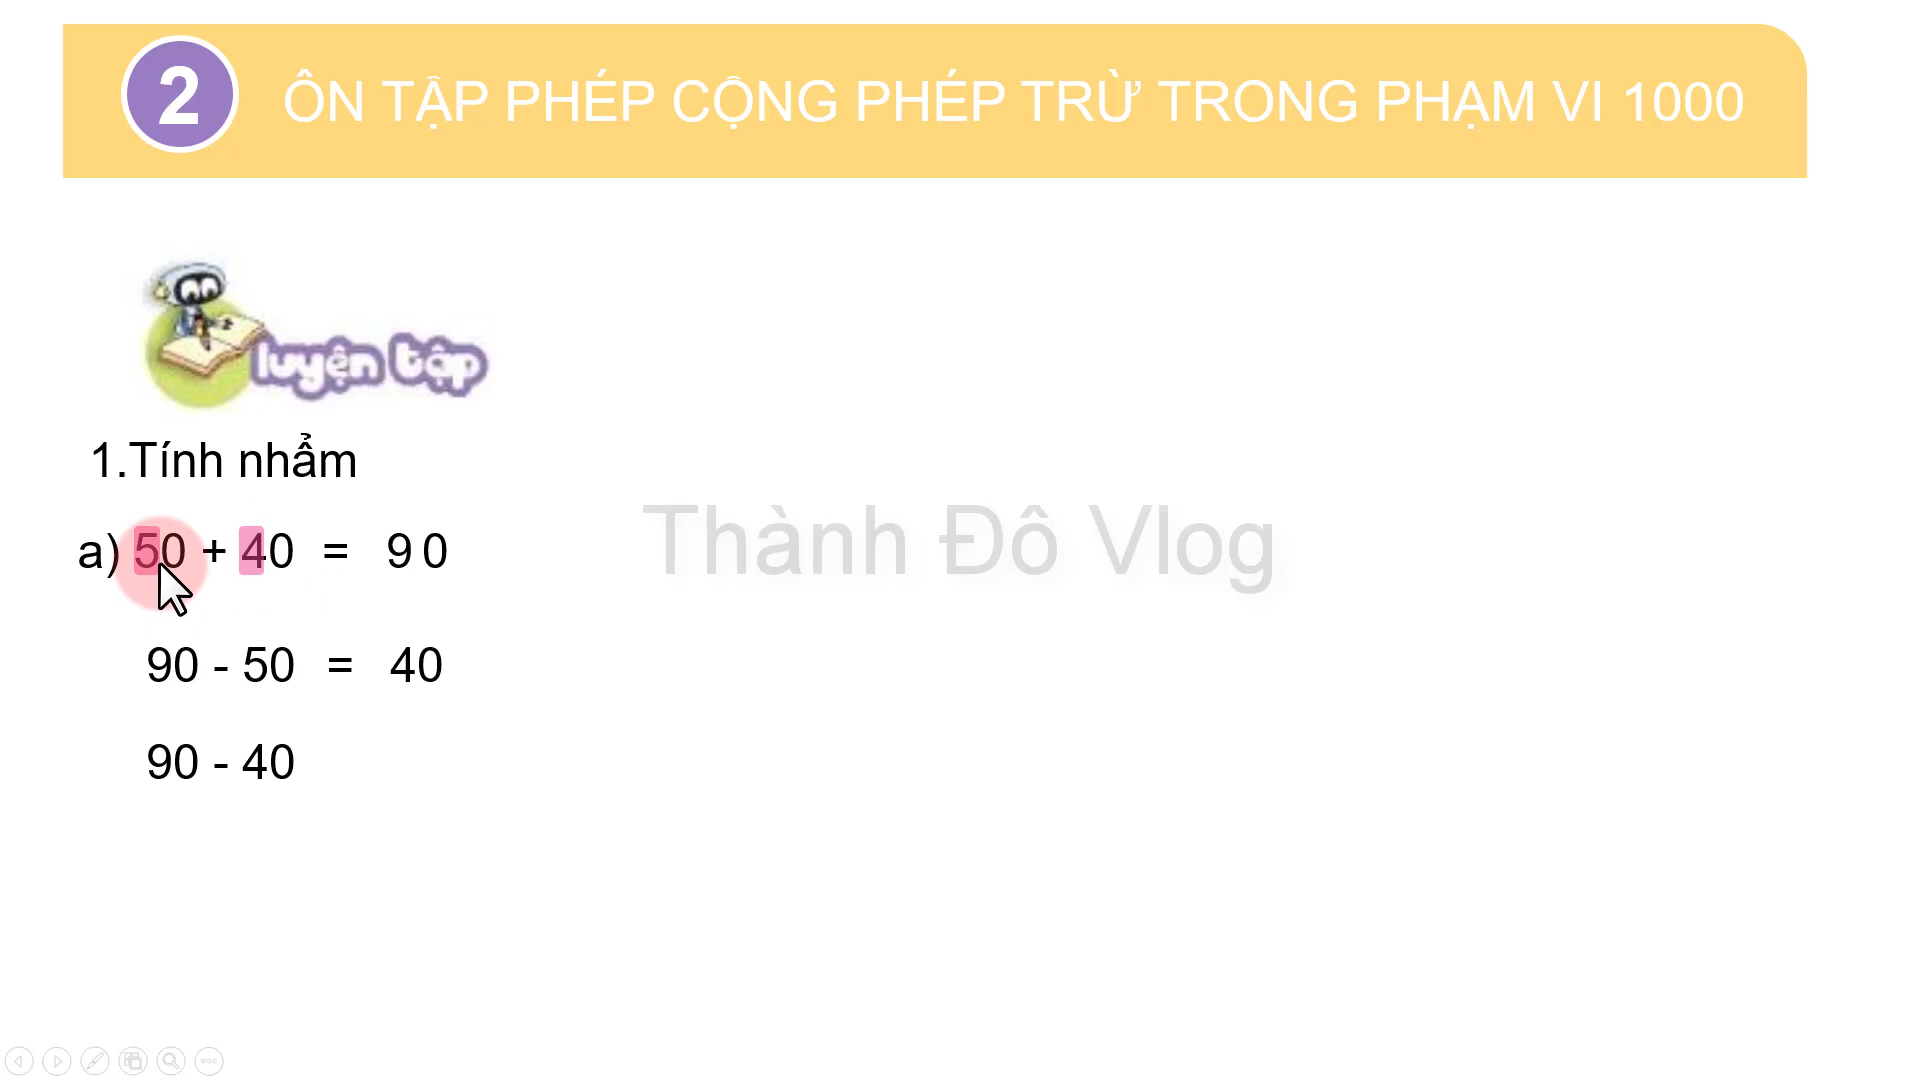 2 ÔN TẬP PHÉP CỘNG PHÉP TRỪ TRONG PHẠM VI 1000
luyện tập
1.Tính nhẩm
a) 50 + 40 = 90
Thành Đô Vlog
90 - 50 = 40
90 - 40